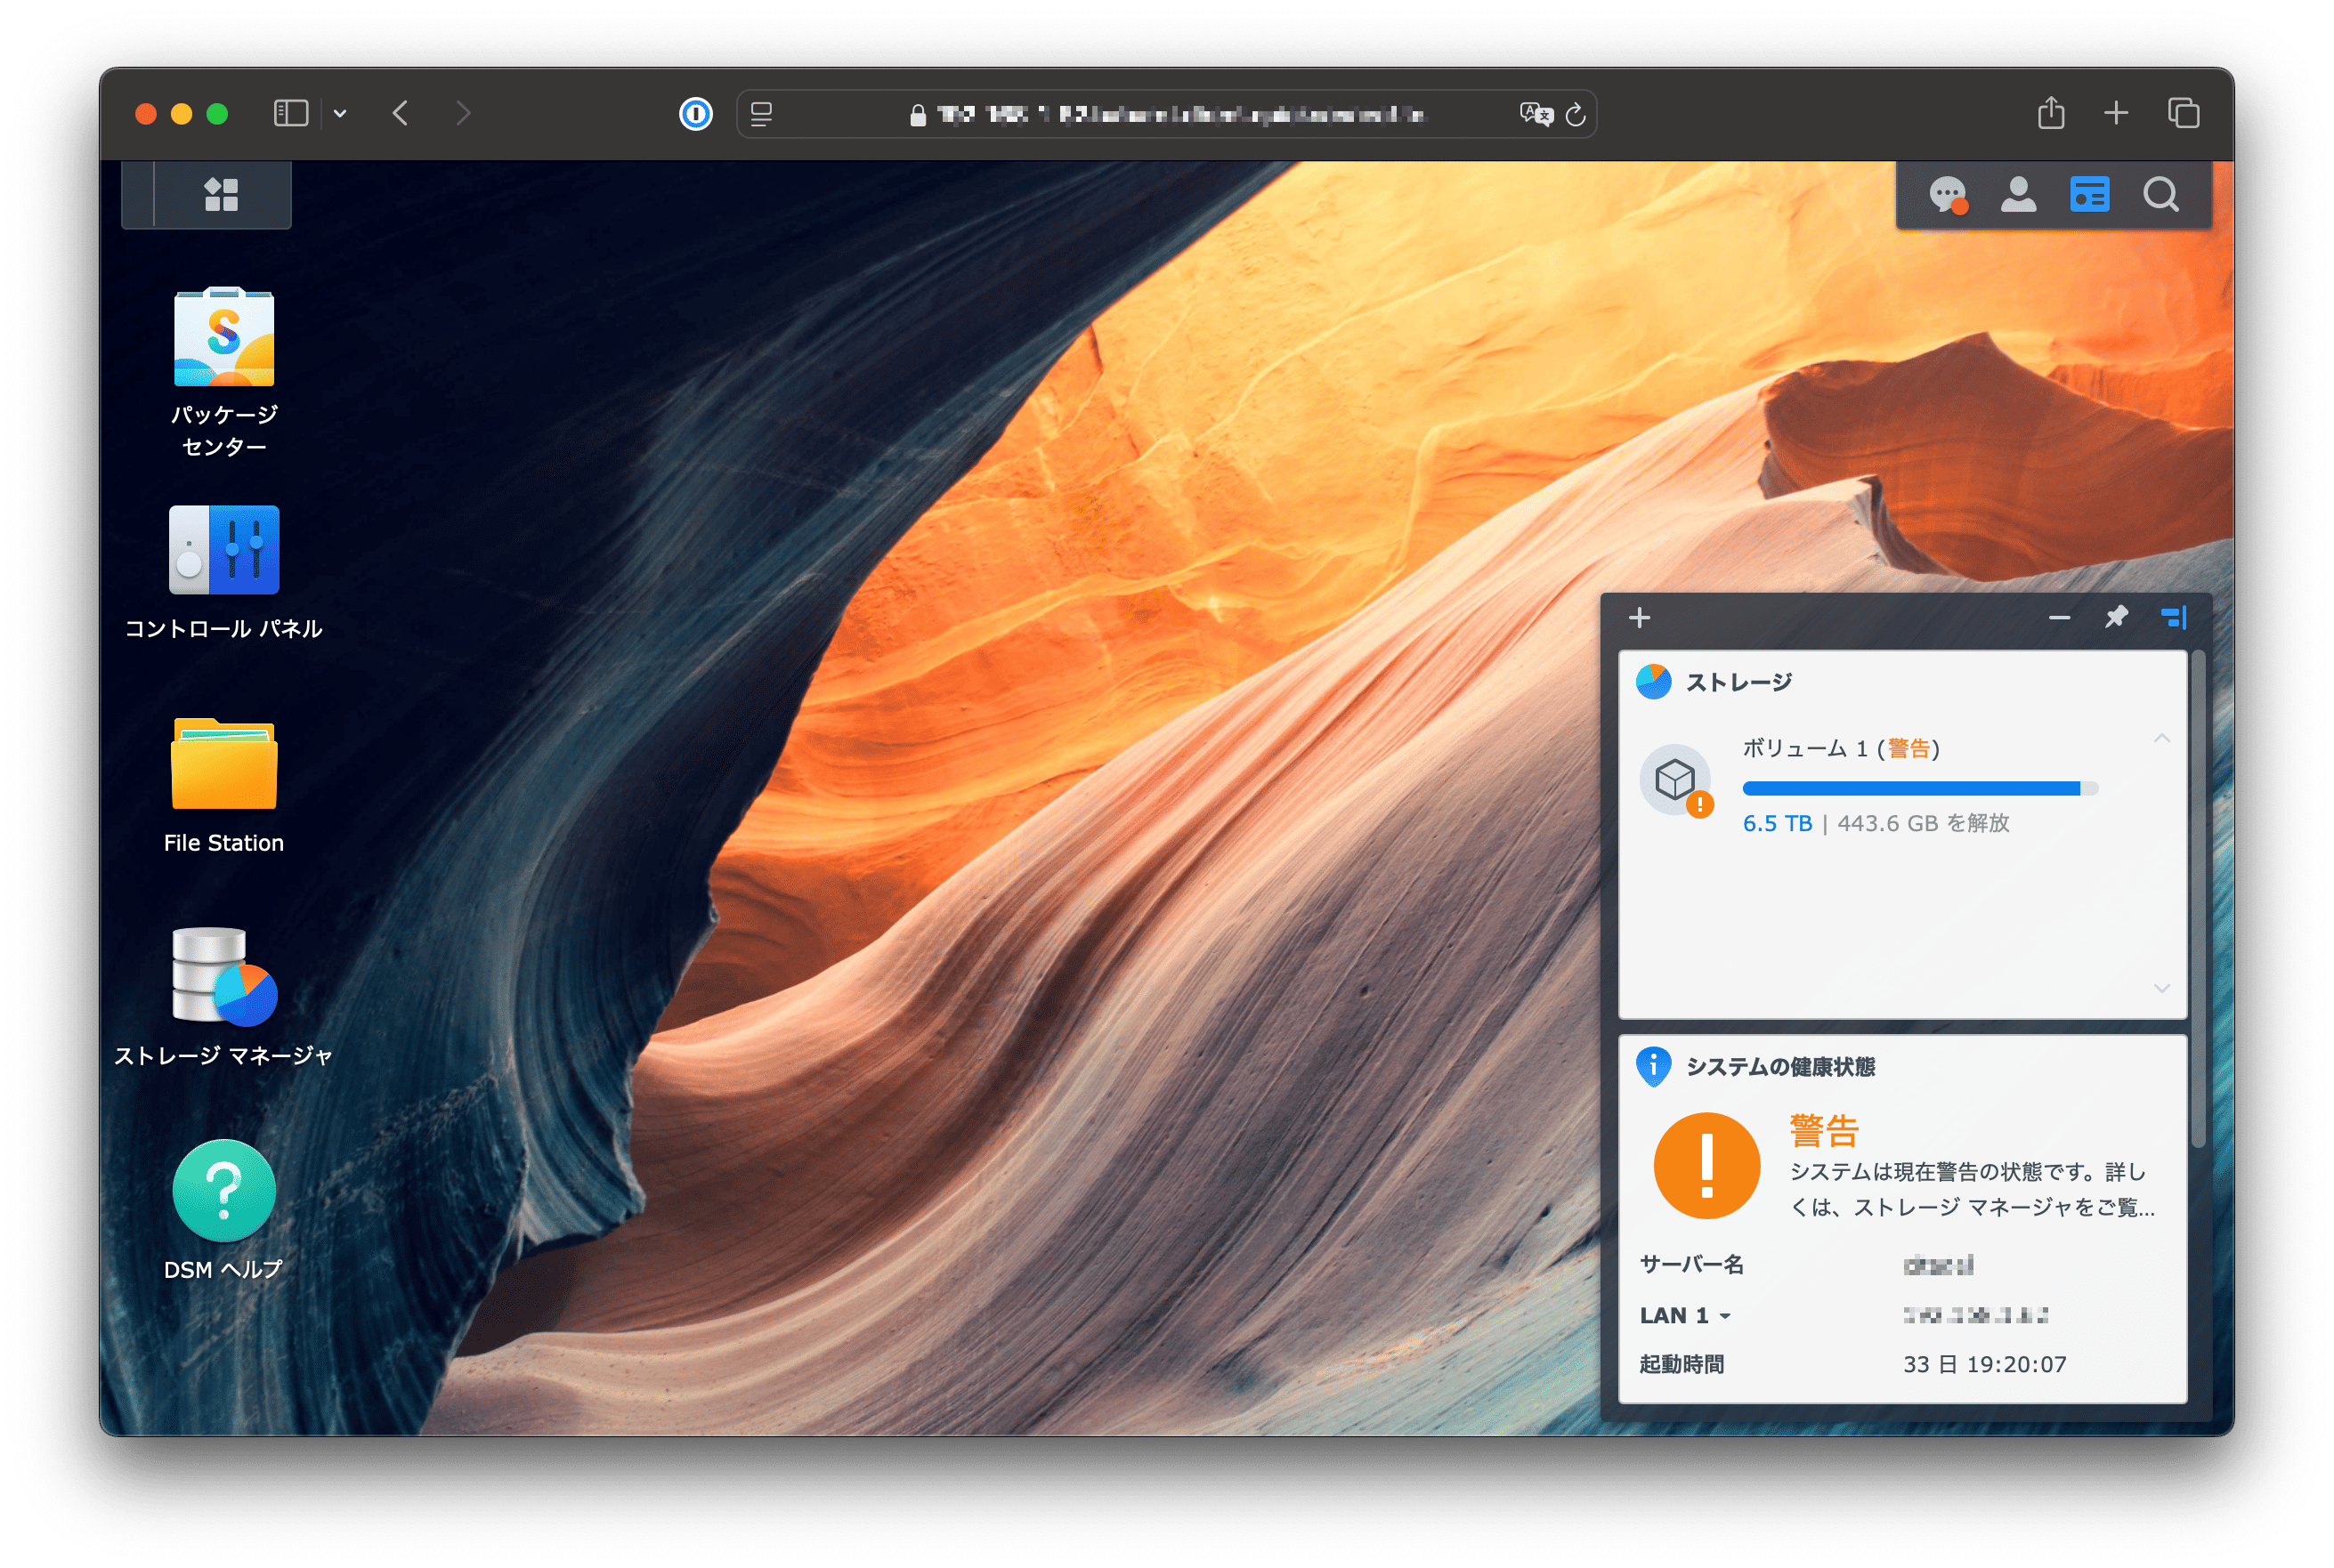 パッケージ
センター
コントロール パネル
File Station
ストレージ マネージャ
DSM ヘルプ
ストレージ
ボリューム 1 (警告)
6.5 TB | 443.6 GB を解放
システムの健康状態
警告
システムは現在警告の状態です。詳し
くは、ストレージ マネージャをご覧...
サーバー名
LAN 1
起動時間 33 日 19:20:07